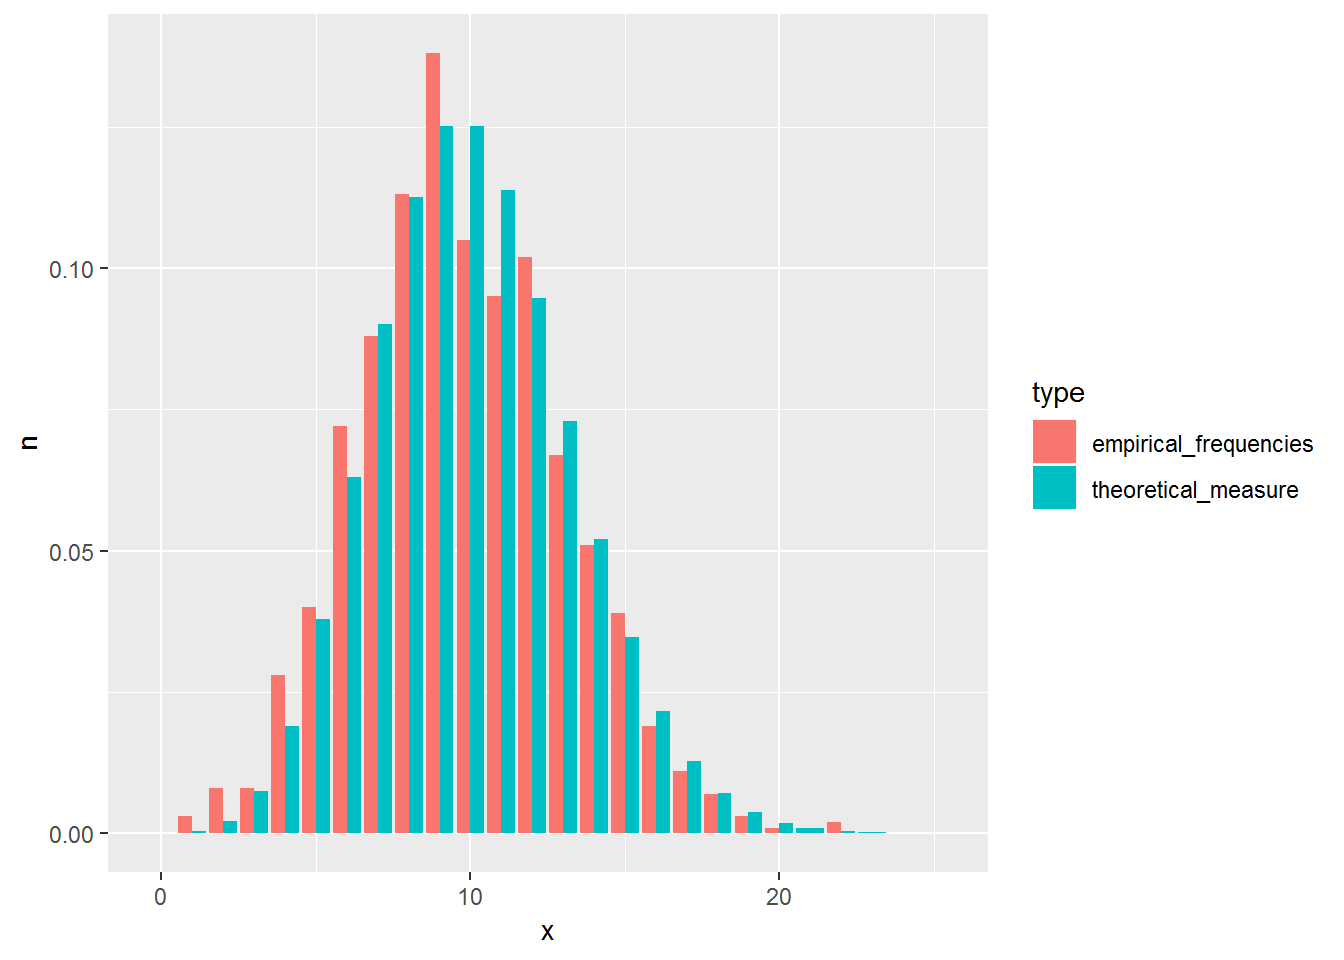 n
0.10
0.05
0.00
0
10
20
x
type
empirical_frequencies
theoretical_measure